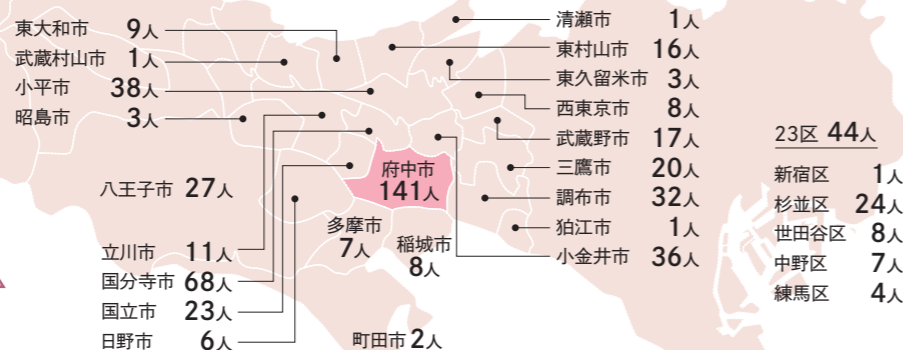 東大和市 9人
武蔵村山市 1人
小平市 38人
昭島市 3人
八王子市 27人
立川市 11人
国分寺市 68人
国立市 23人
日野市 6人
府中市
141人
多摩市
7人
稲城市
8人
町田市 2人
清瀬市 1人
東村山市 16人
東久留米市 3人
西東京市 8人
武蔵野市 17人
三鷹市 20人
調布市 32人
狛江市 1人
小金井市 36人
23区 44人
新宿区 1人
杉並区 24人
世田谷区 8人
中野区 7人
練馬区 4人